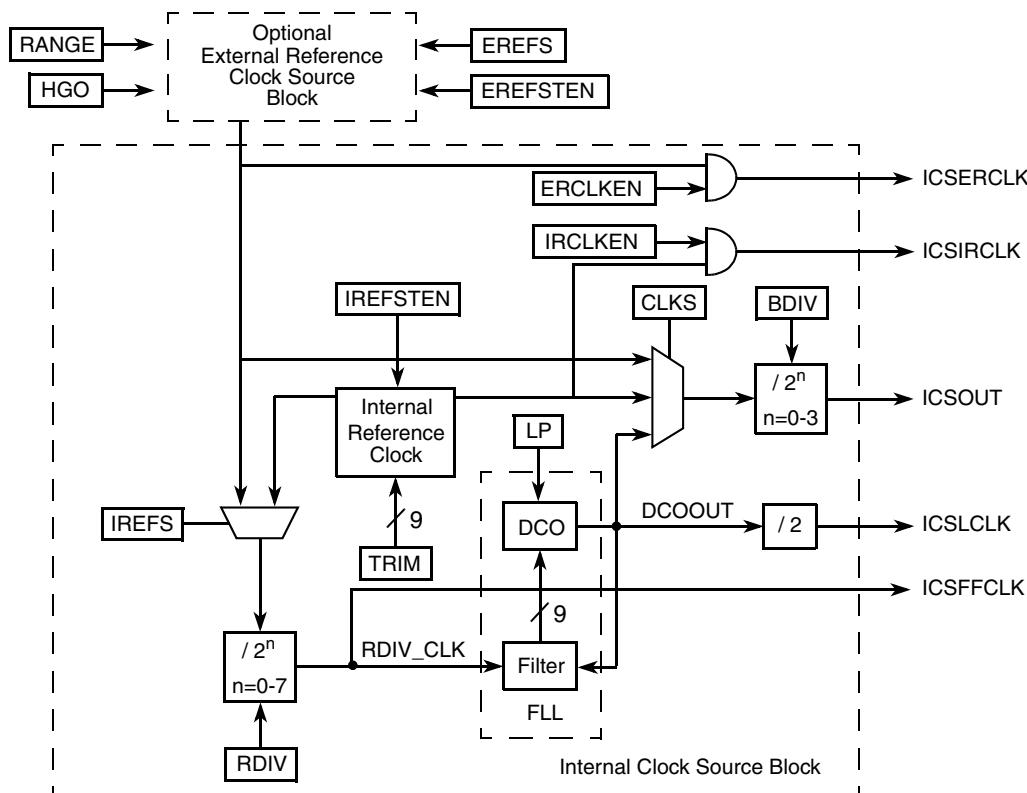 Optional
External Reference
Clock Source
Block
RANGE
HGO
EREFS
EREFSTEN
ERCLKEN
ICSERCLK
IRCLKEN
ICSIRCLK
IREFSTEN
CLKS
BDIV
Internal
Reference
Clock
/ 2ⁿ
n=0-3
ICSOUT
LP
IREFS
9
TRIM
DCO
DCOOUT
/ 2
ICSLCLK
ICSFFCLK
9
/ 2ⁿ
n=0-7
RDIV_CLK
Filter
FLL
RDIV
Internal Clock Source Block